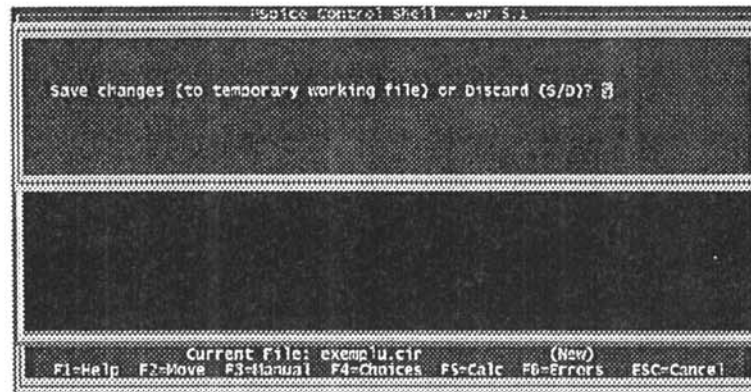 PSpice Control Shell - ver 5.1
Save changes (to temporary working file) or Discard (S/D)? S
Current File: exemplu.cir (New)
F1=Help F2=Move F3=Manual F4=Choices F5=Calc F6=Errors ESC=Cancel